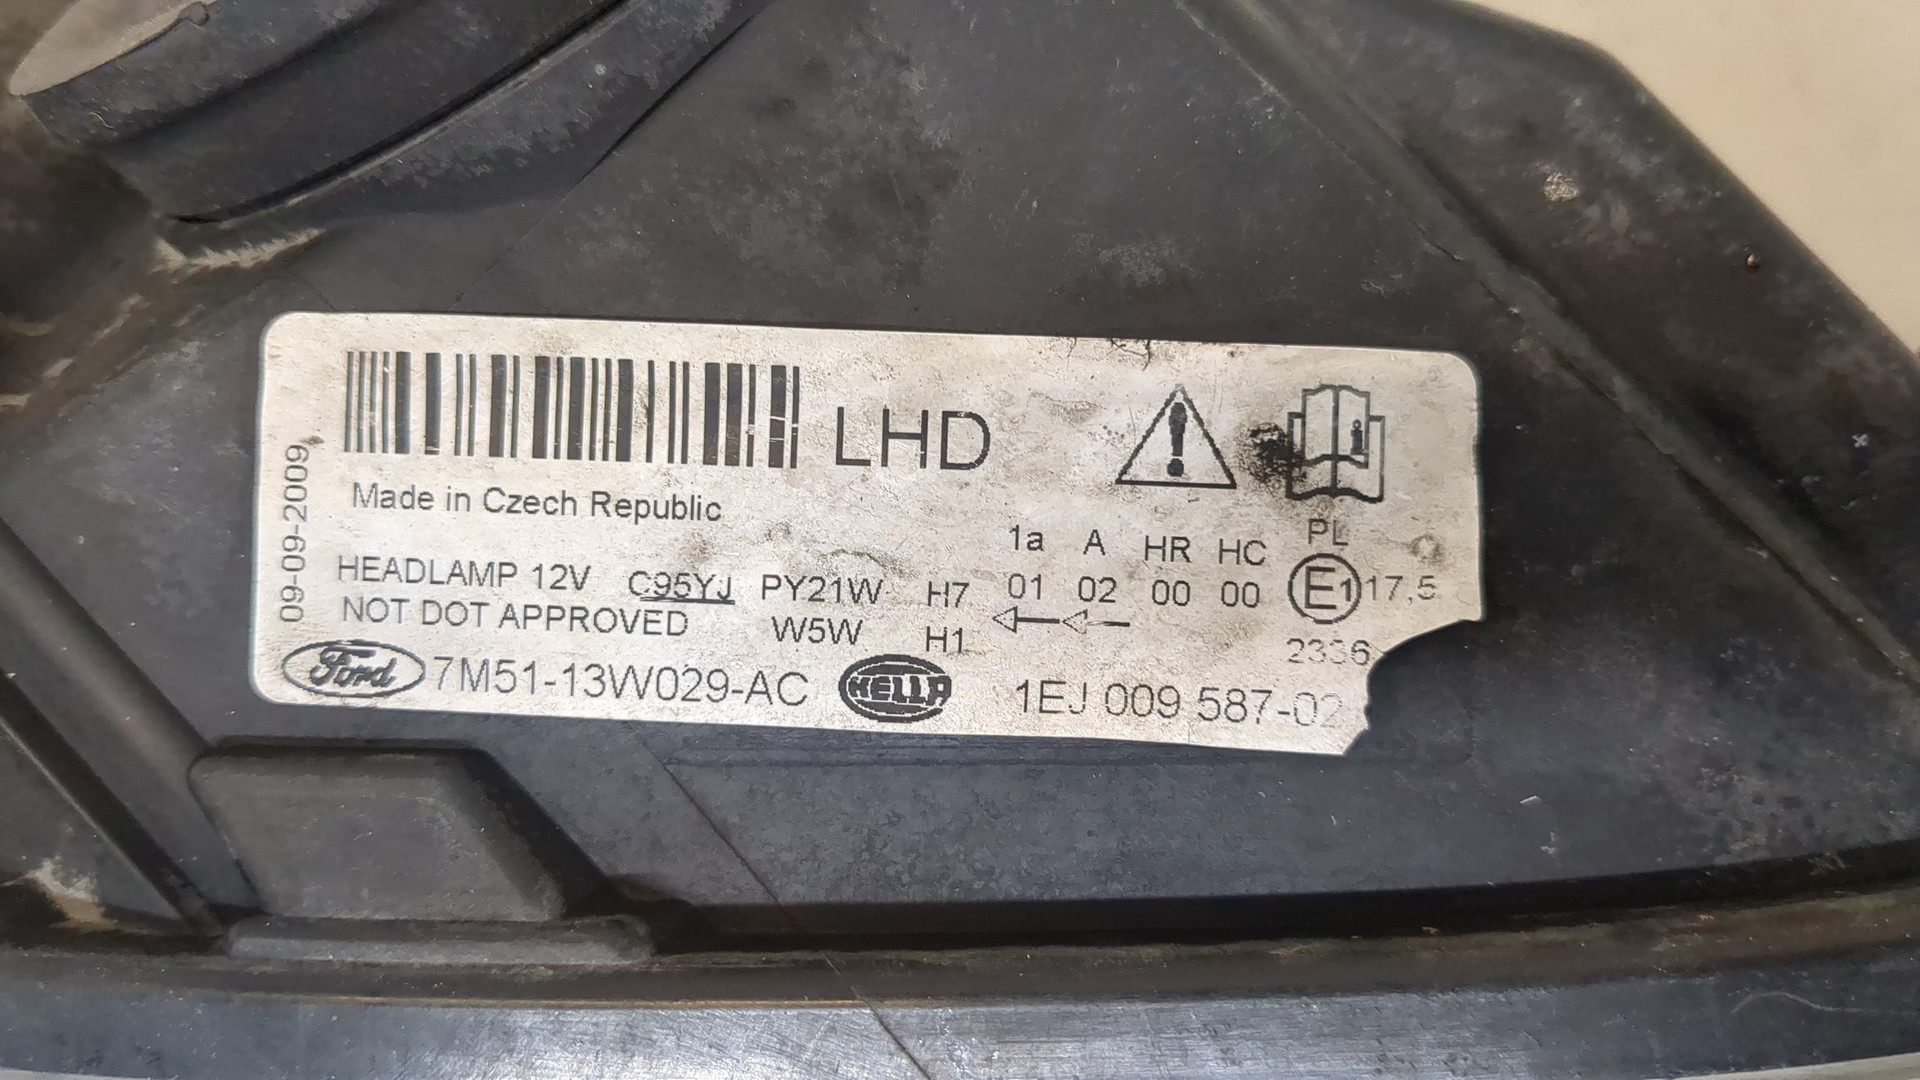 LHD
Made in Czech Republic
09-09-2009
1a A HR HC PL
HEADLAMP 12V C95YJ PY21W H7 01 02 00 00 E1 17,5
NOT DOT APPROVED W5W H1
2336
Ford 7M51-13W029-AC HELLA 1EJ 009 587-02